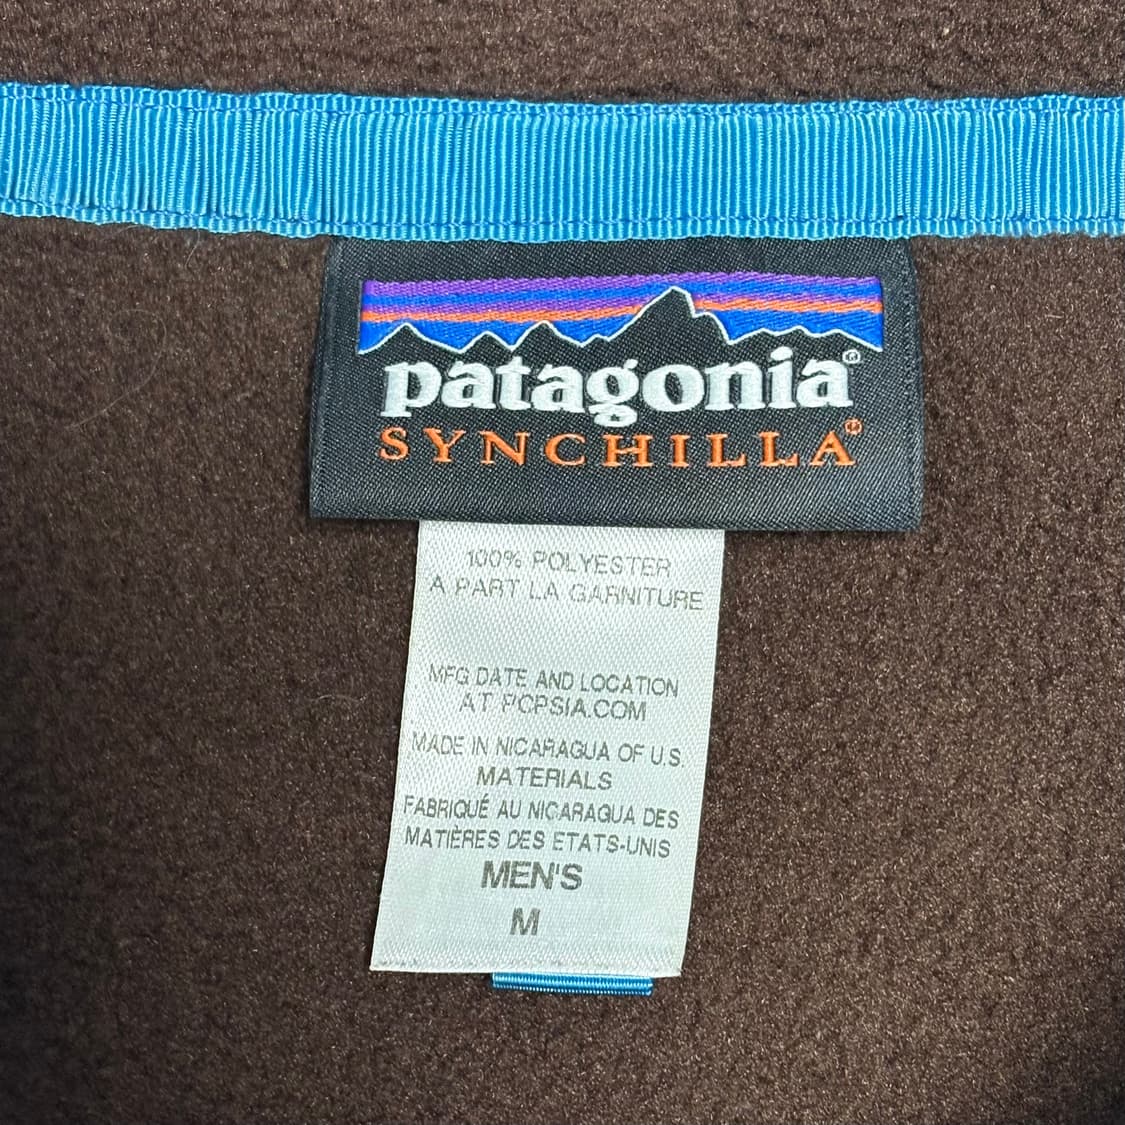 patagonia®
SYNCHILLA®
100% POLYESTER
A PART LA GARNITURE
MFG DATE AND LOCATION
AT PCPSIA.COM
MADE IN NICARAGUA OF U.S.
MATERIALS
FABRIQUÉ AU NICARAGUA DES
MATIÈRES DES ETATS-UNIS
MEN'S
M